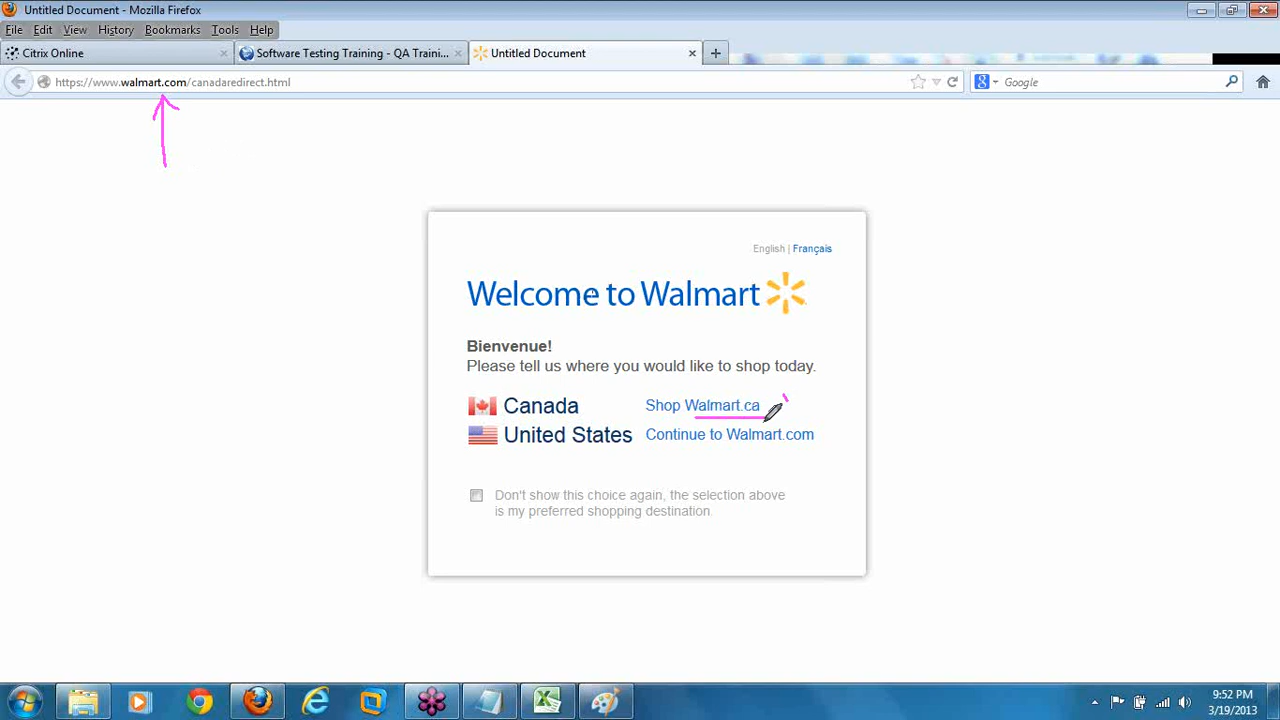 Untitled Document - Mozilla Firefox
File Edit View History Bookmarks Tools Help
Citrix Online
Software Testing Training - QA Traini...
Untitled Document
https://www.walmart.com/canadaredirect.html
Google
English | Français
Welcome to Walmart
Bienvenue!
Please tell us where you would like to shop today.
Canada Shop Walmart.ca
United States Continue to Walmart.com
Don't show this choice again, the selection above
is my preferred shopping destination
9:52 PM
3/19/2013